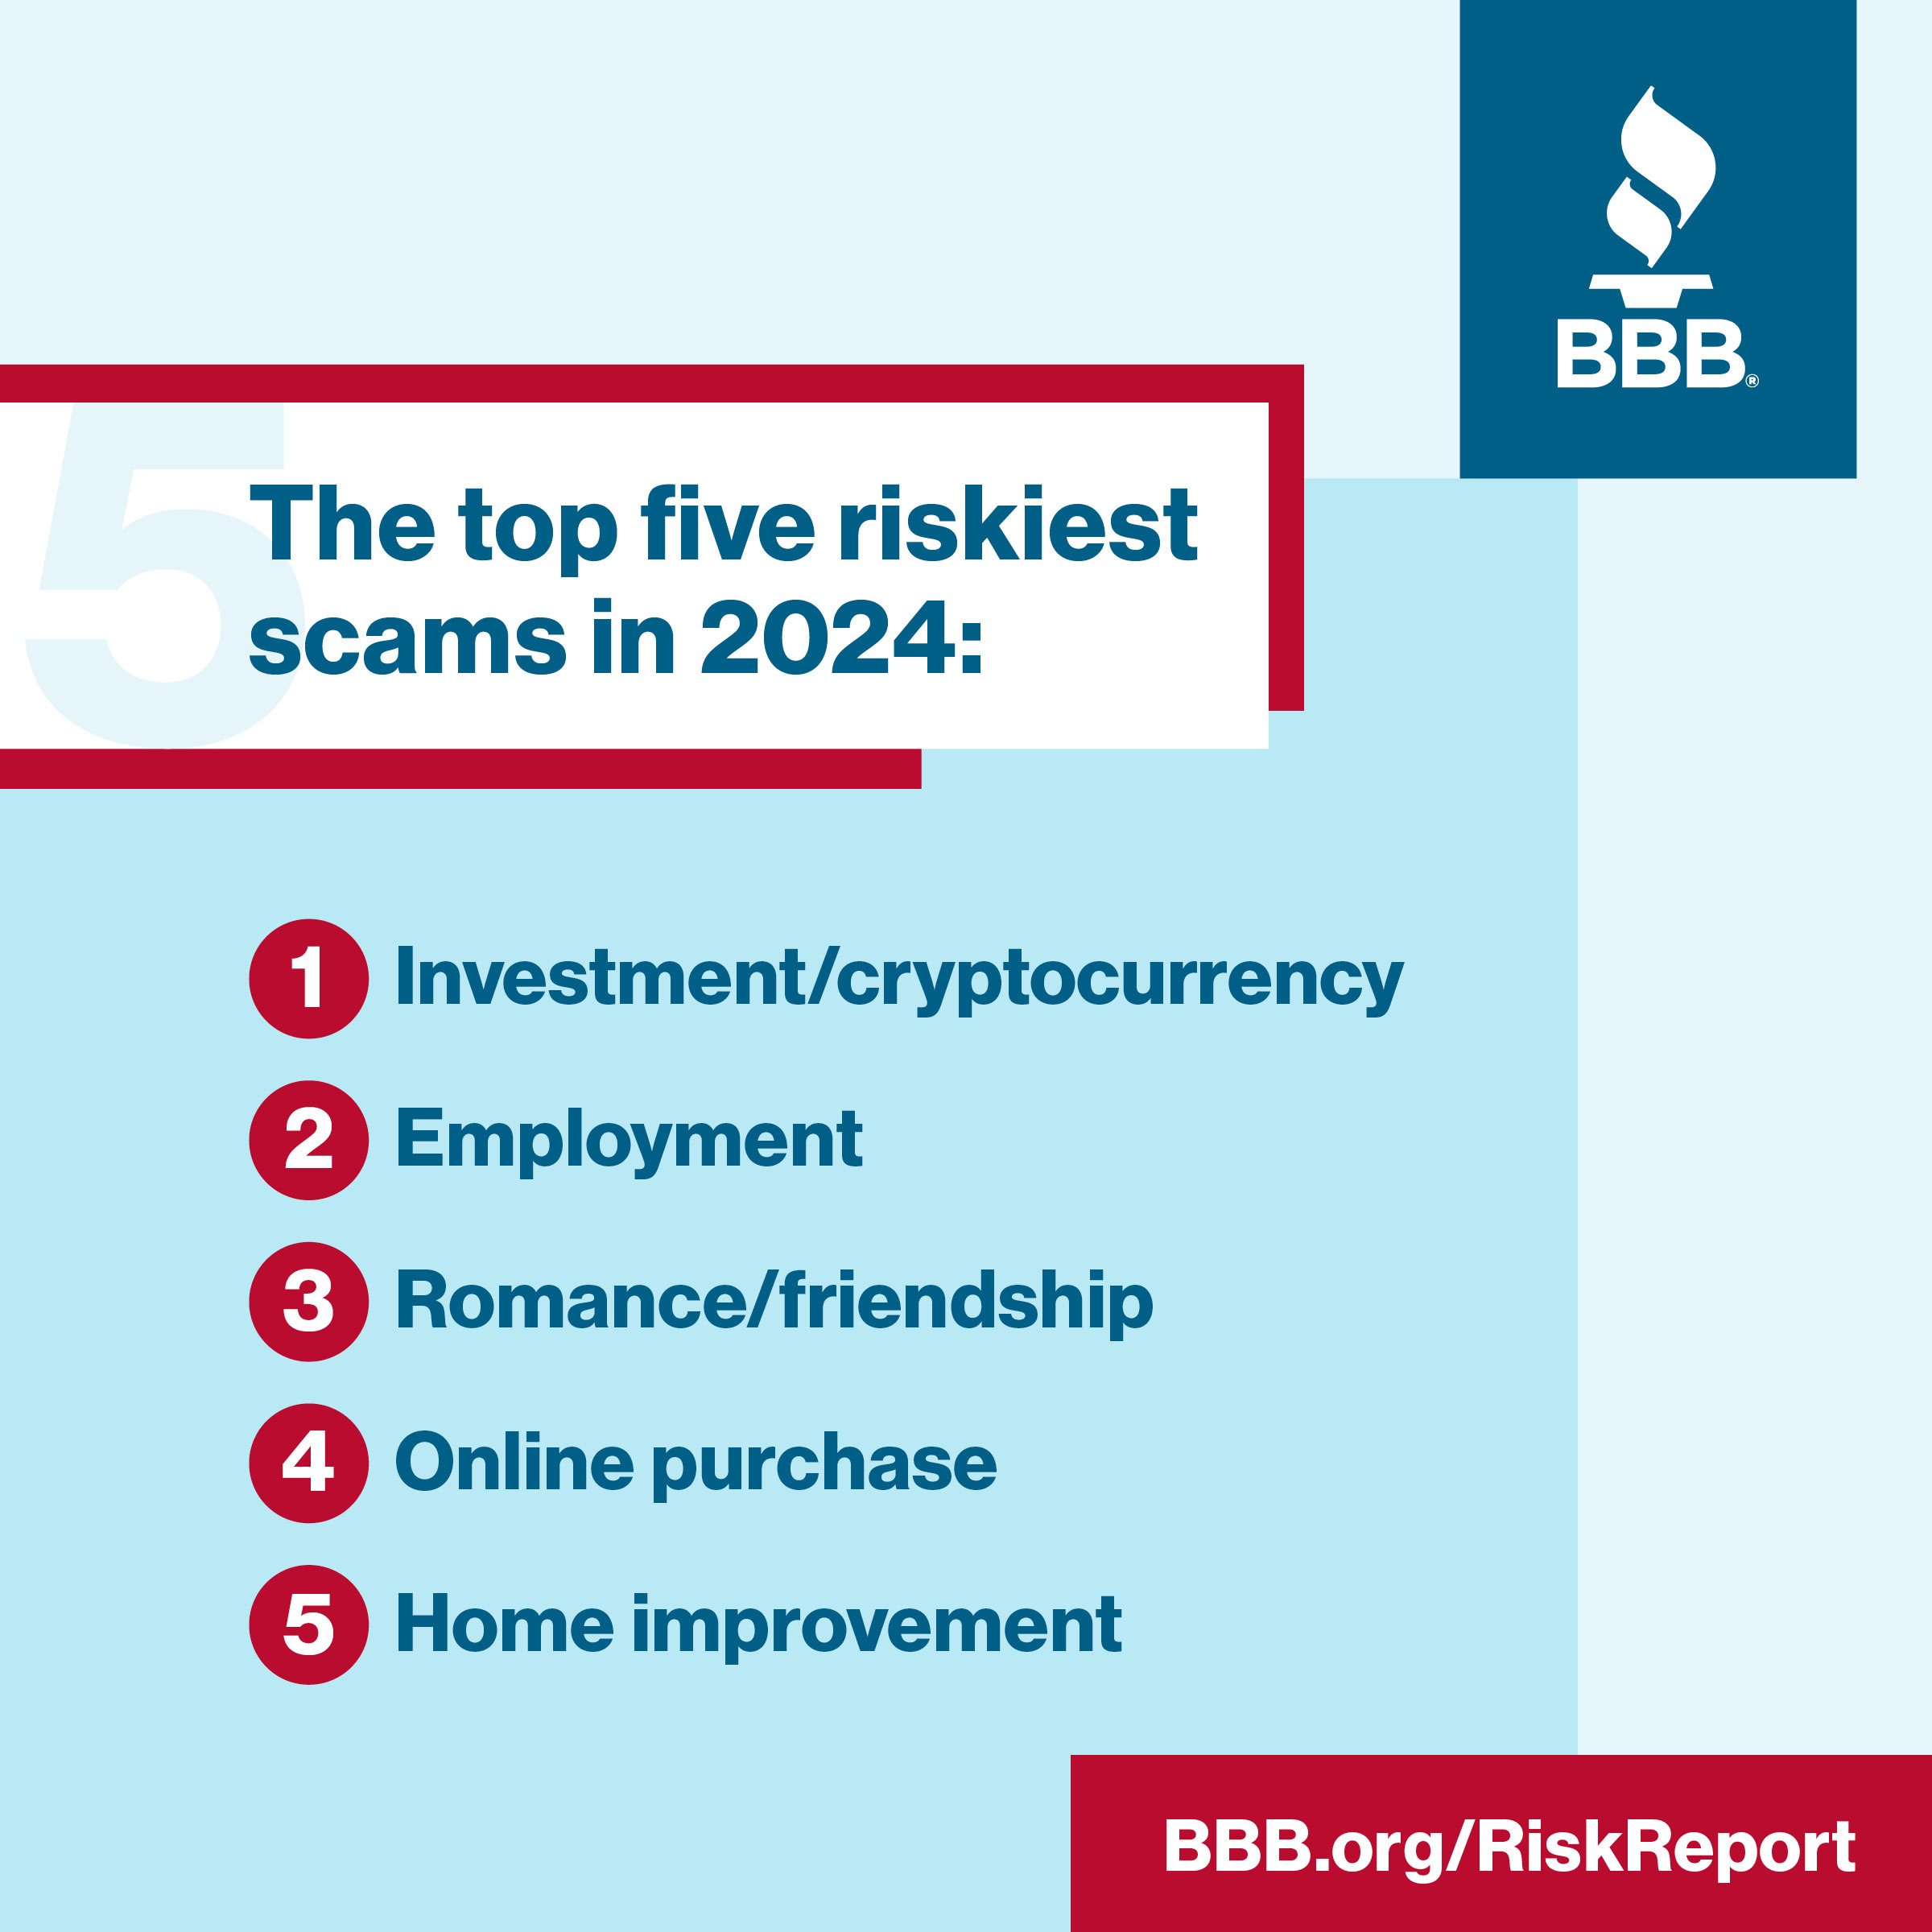 BBB®
5
The top five riskiest
scams in 2024:
1 Investment/cryptocurrency
2 Employment
3 Romance/friendship
4 Online purchase
5 Home improvement
BBB.org/RiskReport